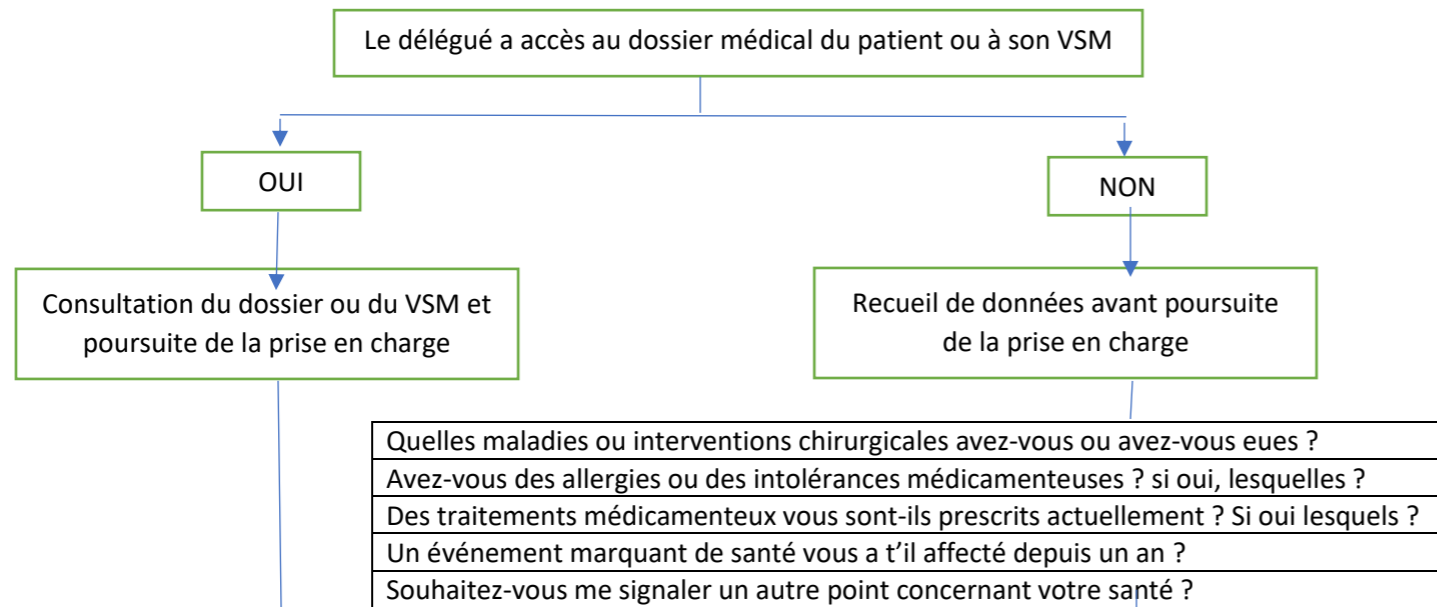 Le délégué a accès au dossier médical du patient ou à son VSM
OUI
NON
Consultation du dossier ou du VSM et
poursuite de la prise en charge
Recueil de données avant poursuite
de la prise en charge
Quelles maladies ou interventions chirurgicales avez-vous ou avez-vous eues ?
Avez-vous des allergies ou des intolérances médicamenteuses ? si oui, lesquelles ?
Des traitements médicamenteux vous sont-ils prescrits actuellement ? Si oui lesquels ?
Un événement marquant de santé vous a t’il affecté depuis un an ?
Souhaitez-vous me signaler un autre point concernant votre santé ?